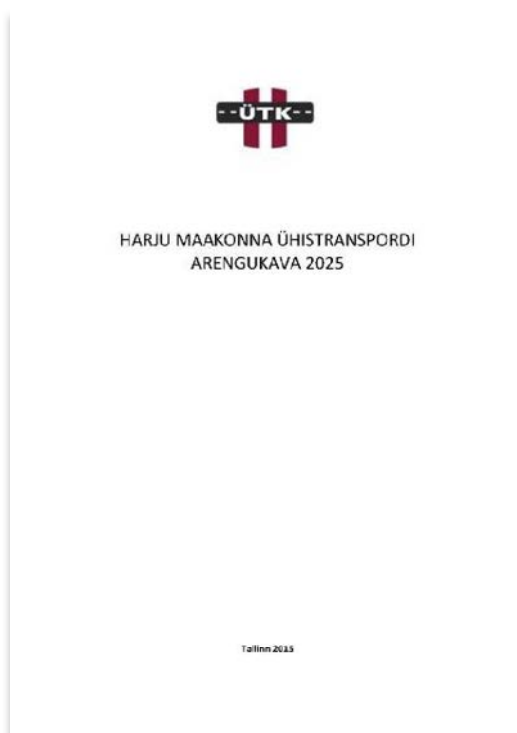 --ÜTK--
HARJU MAAKONNA ÜHISTRANSPORDI
ARENGUKAVA 2025
Tallinn 2015